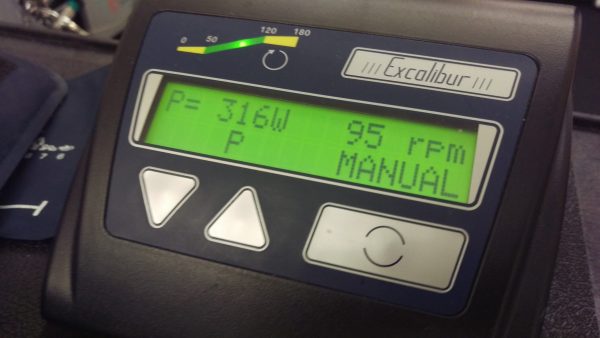 0 50 120 180
/// Excalibur ///
P= 316W 95 rpm
P MANUAL